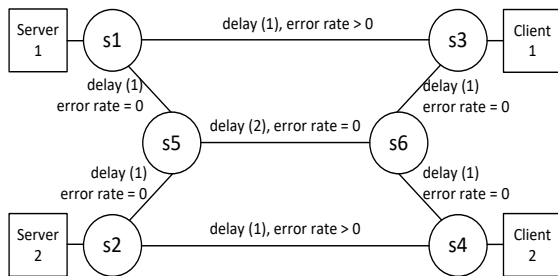 Server
1
s1
delay (1), error rate > 0
s3
Client
1
delay (1)
error rate = 0
delay (1)
error rate = 0
s5
delay (2), error rate = 0
s6
delay (1)
error rate = 0
delay (1)
error rate = 0
Server
2
s2
delay (1), error rate > 0
s4
Client
2